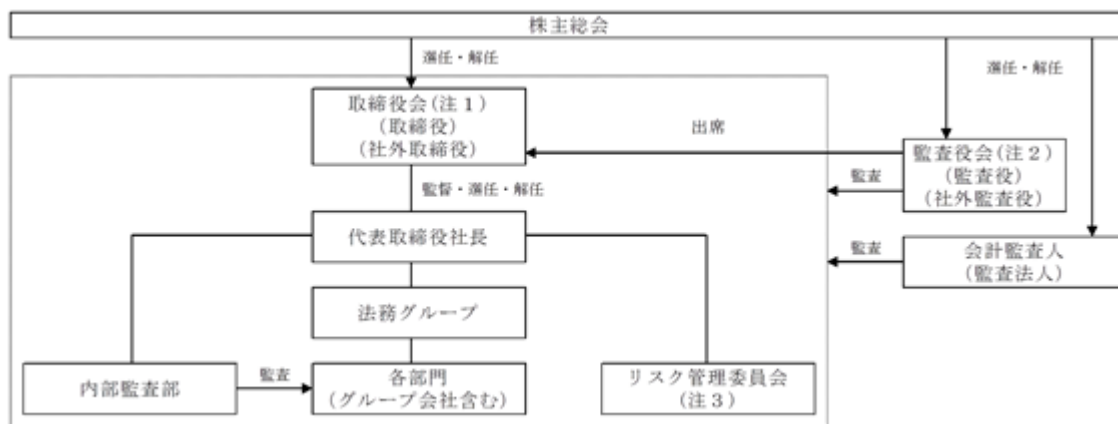 株主総会
選任・解任
選任・解任
取締役会(注1)
(取締役)
(社外取締役)
出席
監査役会(注2)
(監査役)
(社外監査役)
監査
監督・選任・解任
代表取締役社長
監査
会計監査人
(監査法人)
法務グループ
内部監査部
監査
各部門
(グループ会社含む)
リスク管理委員会
(注3)